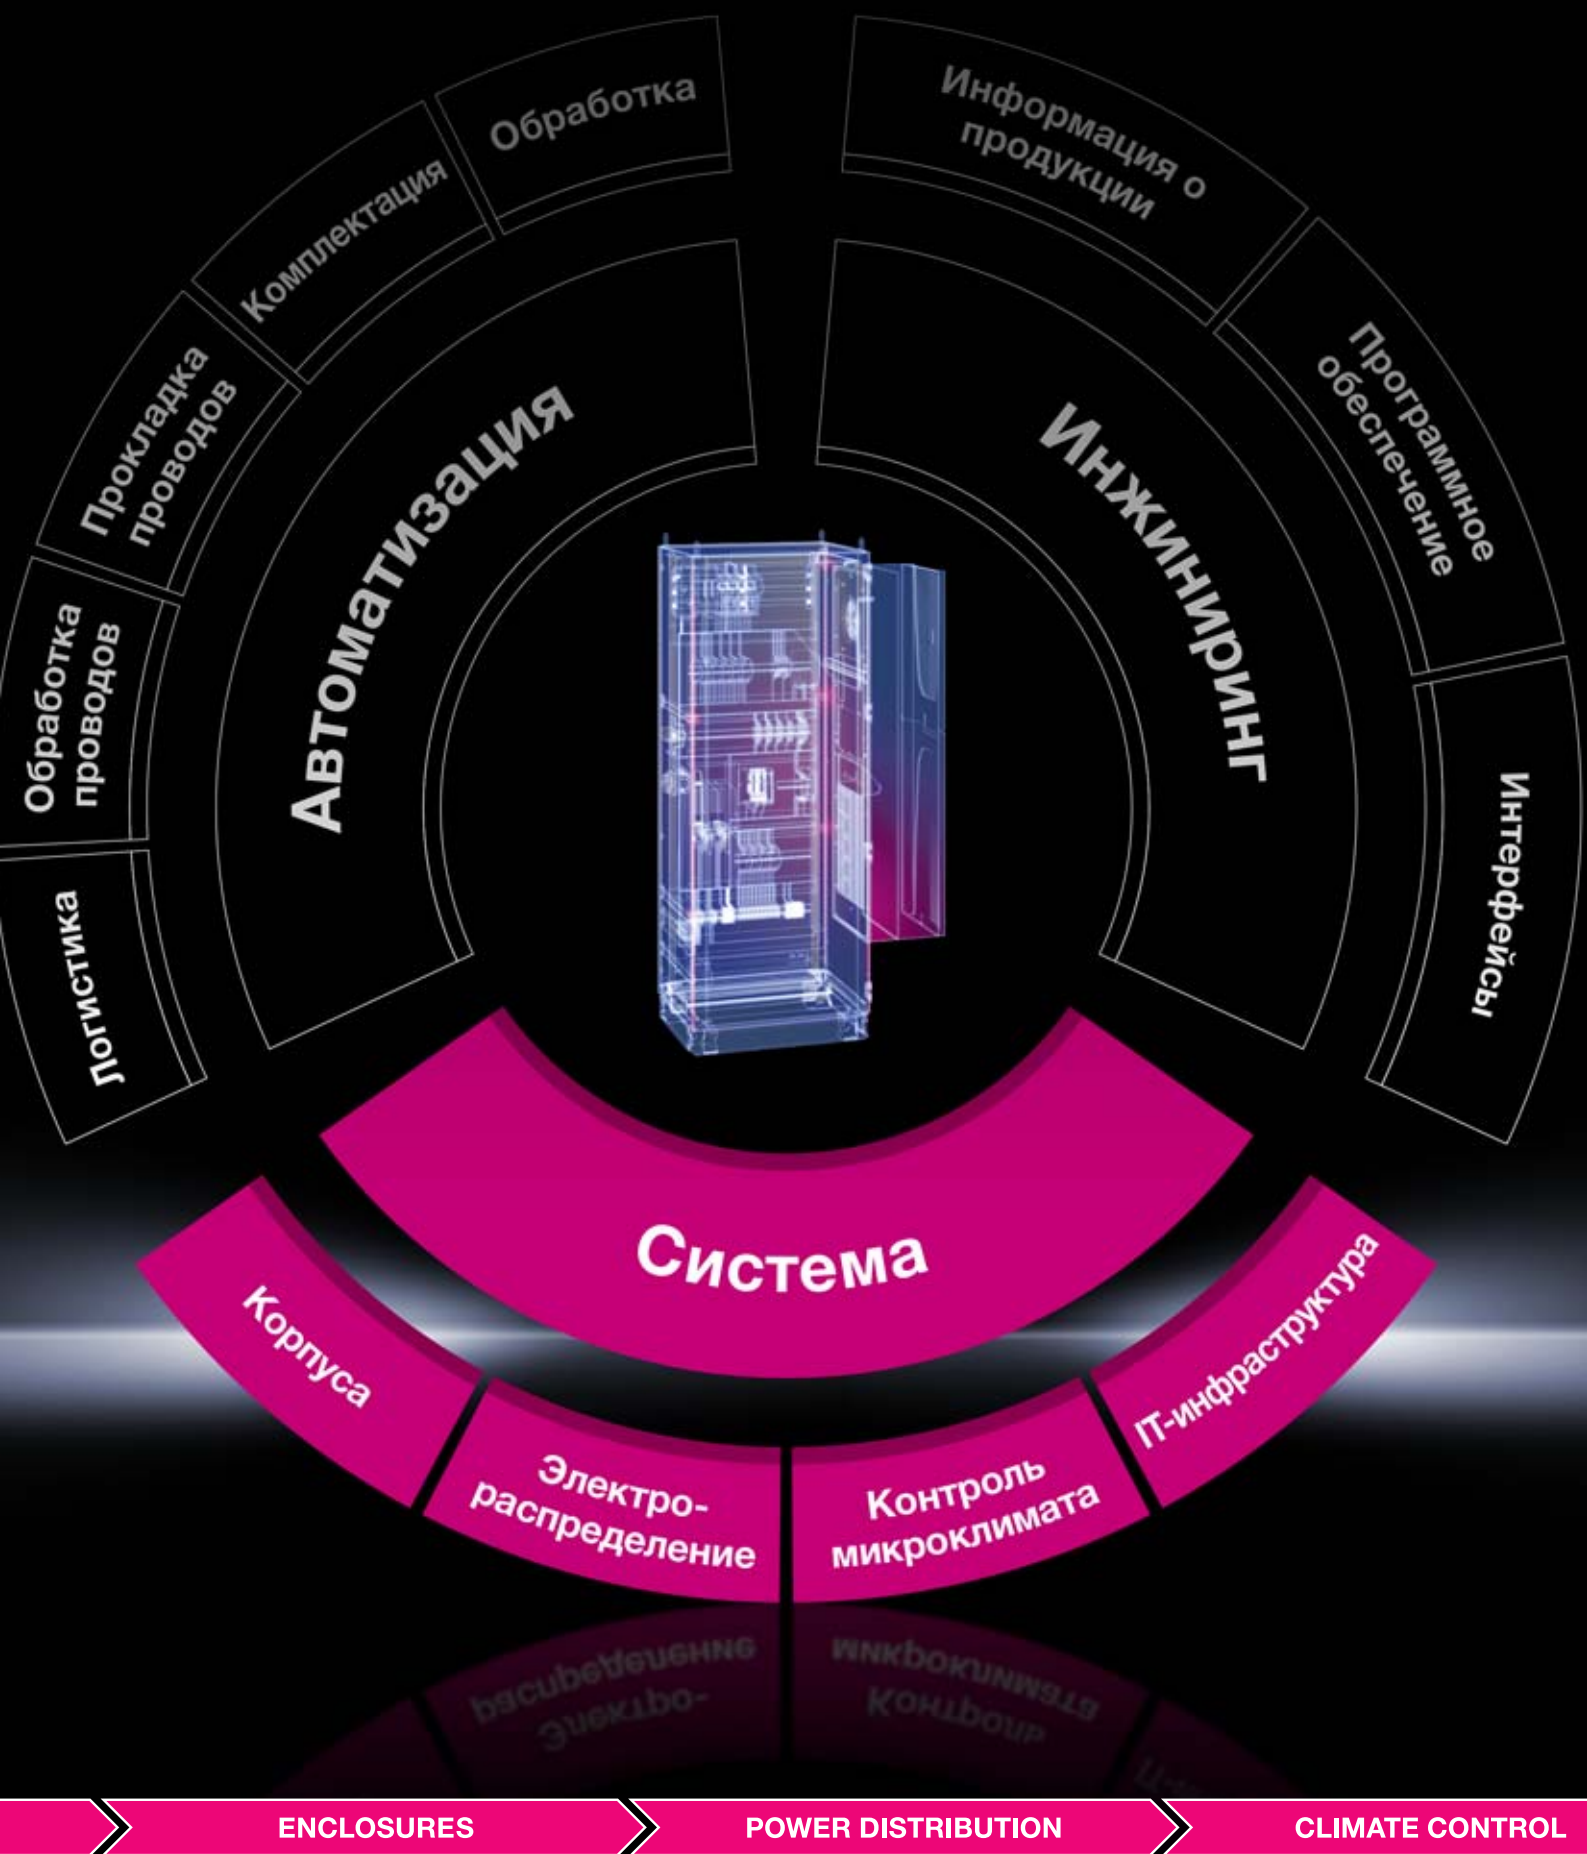 Обработка
Информация о
продукции
Комплектация
Прокладка
проводов
Программное
обеспечение
Автоматизация
Инжиниринг
Обработка
проводов
Интерфейсы
Логистика
Система
Корпуса
Электро-
распределение
Контроль
микроклимата
IT-инфраструктура
ENCLOSURES
POWER DISTRIBUTION
CLIMATE CONTROL